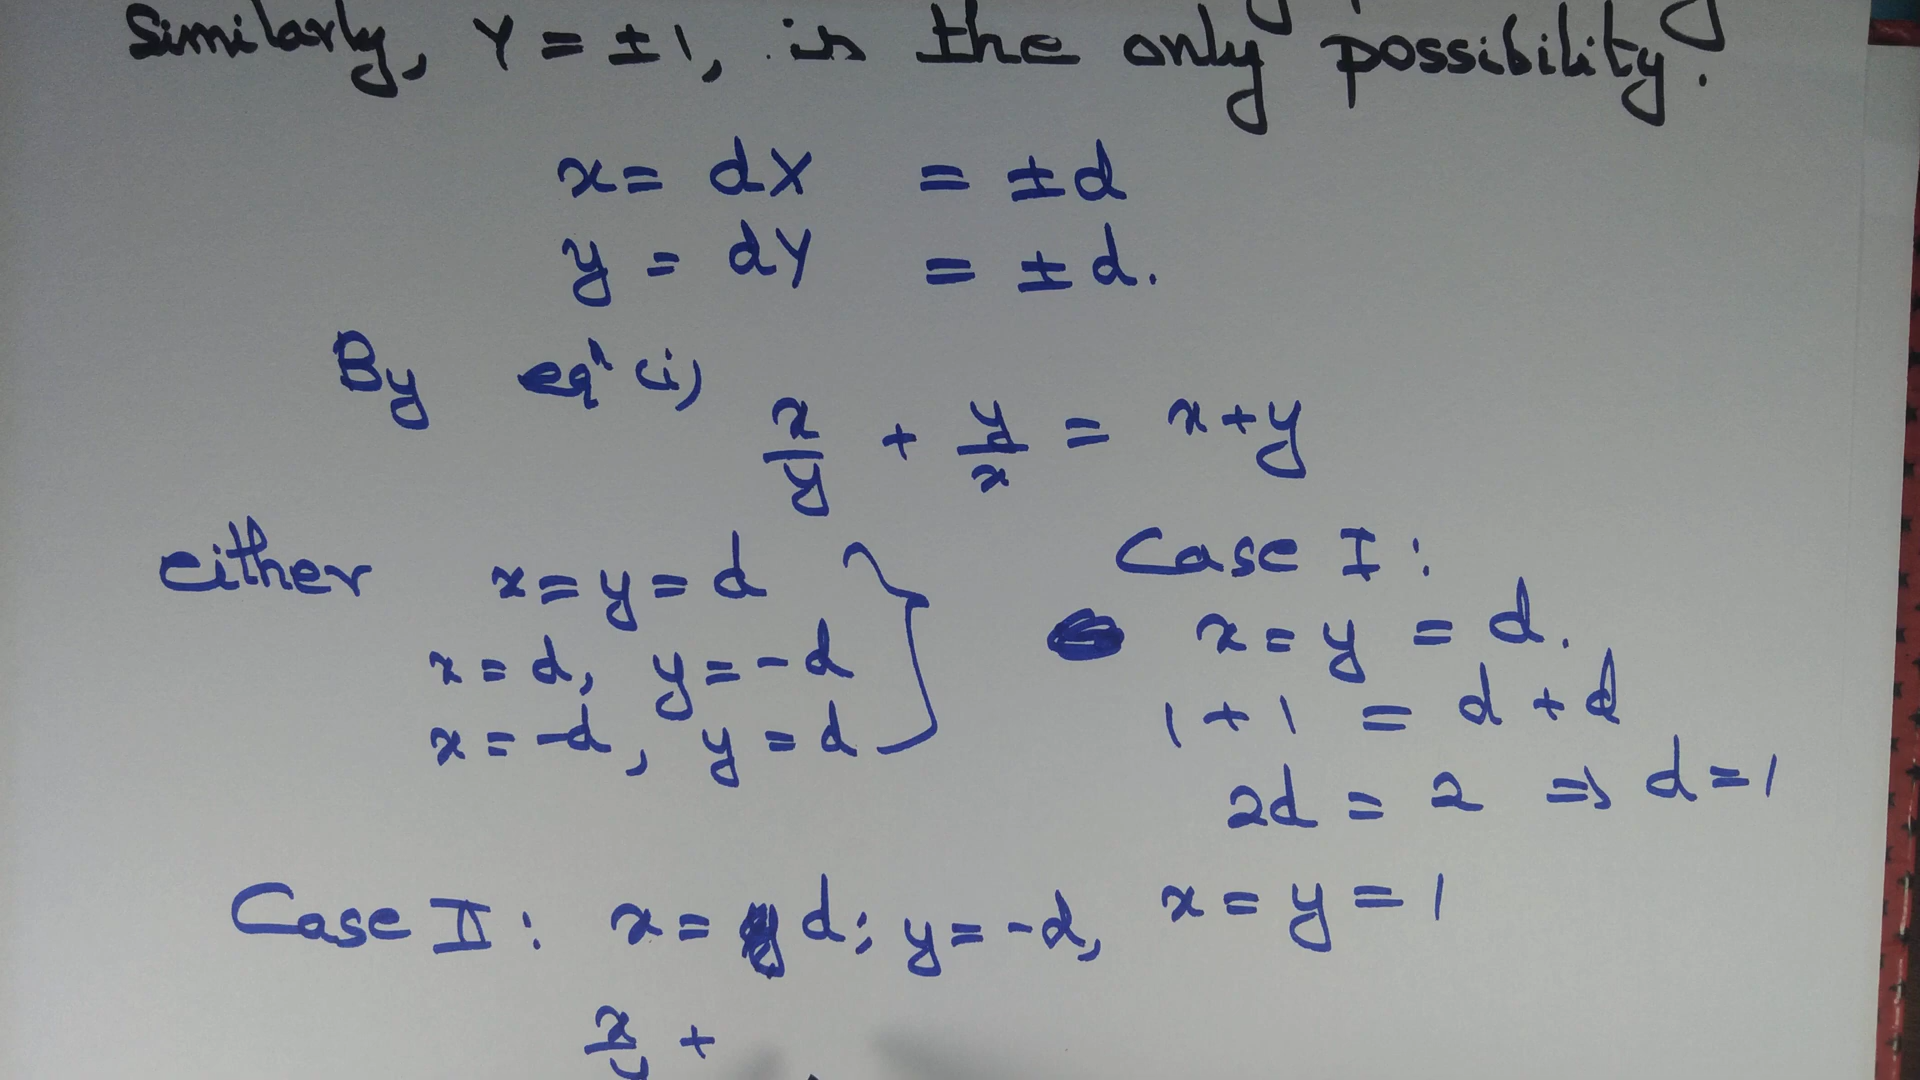 Similarly, Y = ±1, is the only possibility.
x = dX = ±d
y = dY = ±d.
By eqⁿ (i)
x/y + y/x = x+y
either x = y = d
x = d, y = -d
x = -d, y = d
Case I :
x = y = d.
1 + 1 = d + d
2d = 2 ⇒ d = 1
x = y = 1
Case II : x = d; y = -d,
x/y +